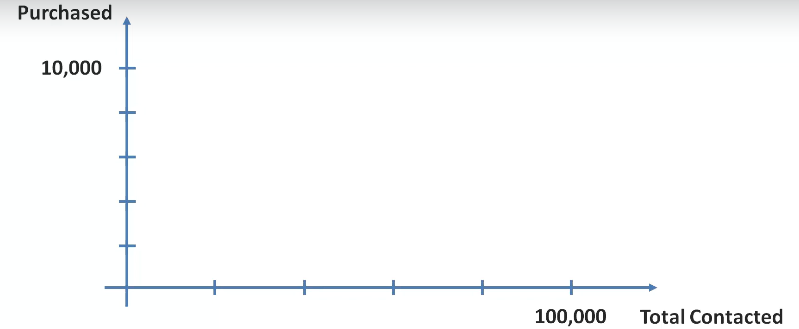 Purchased
10,000
100,000
Total Contacted